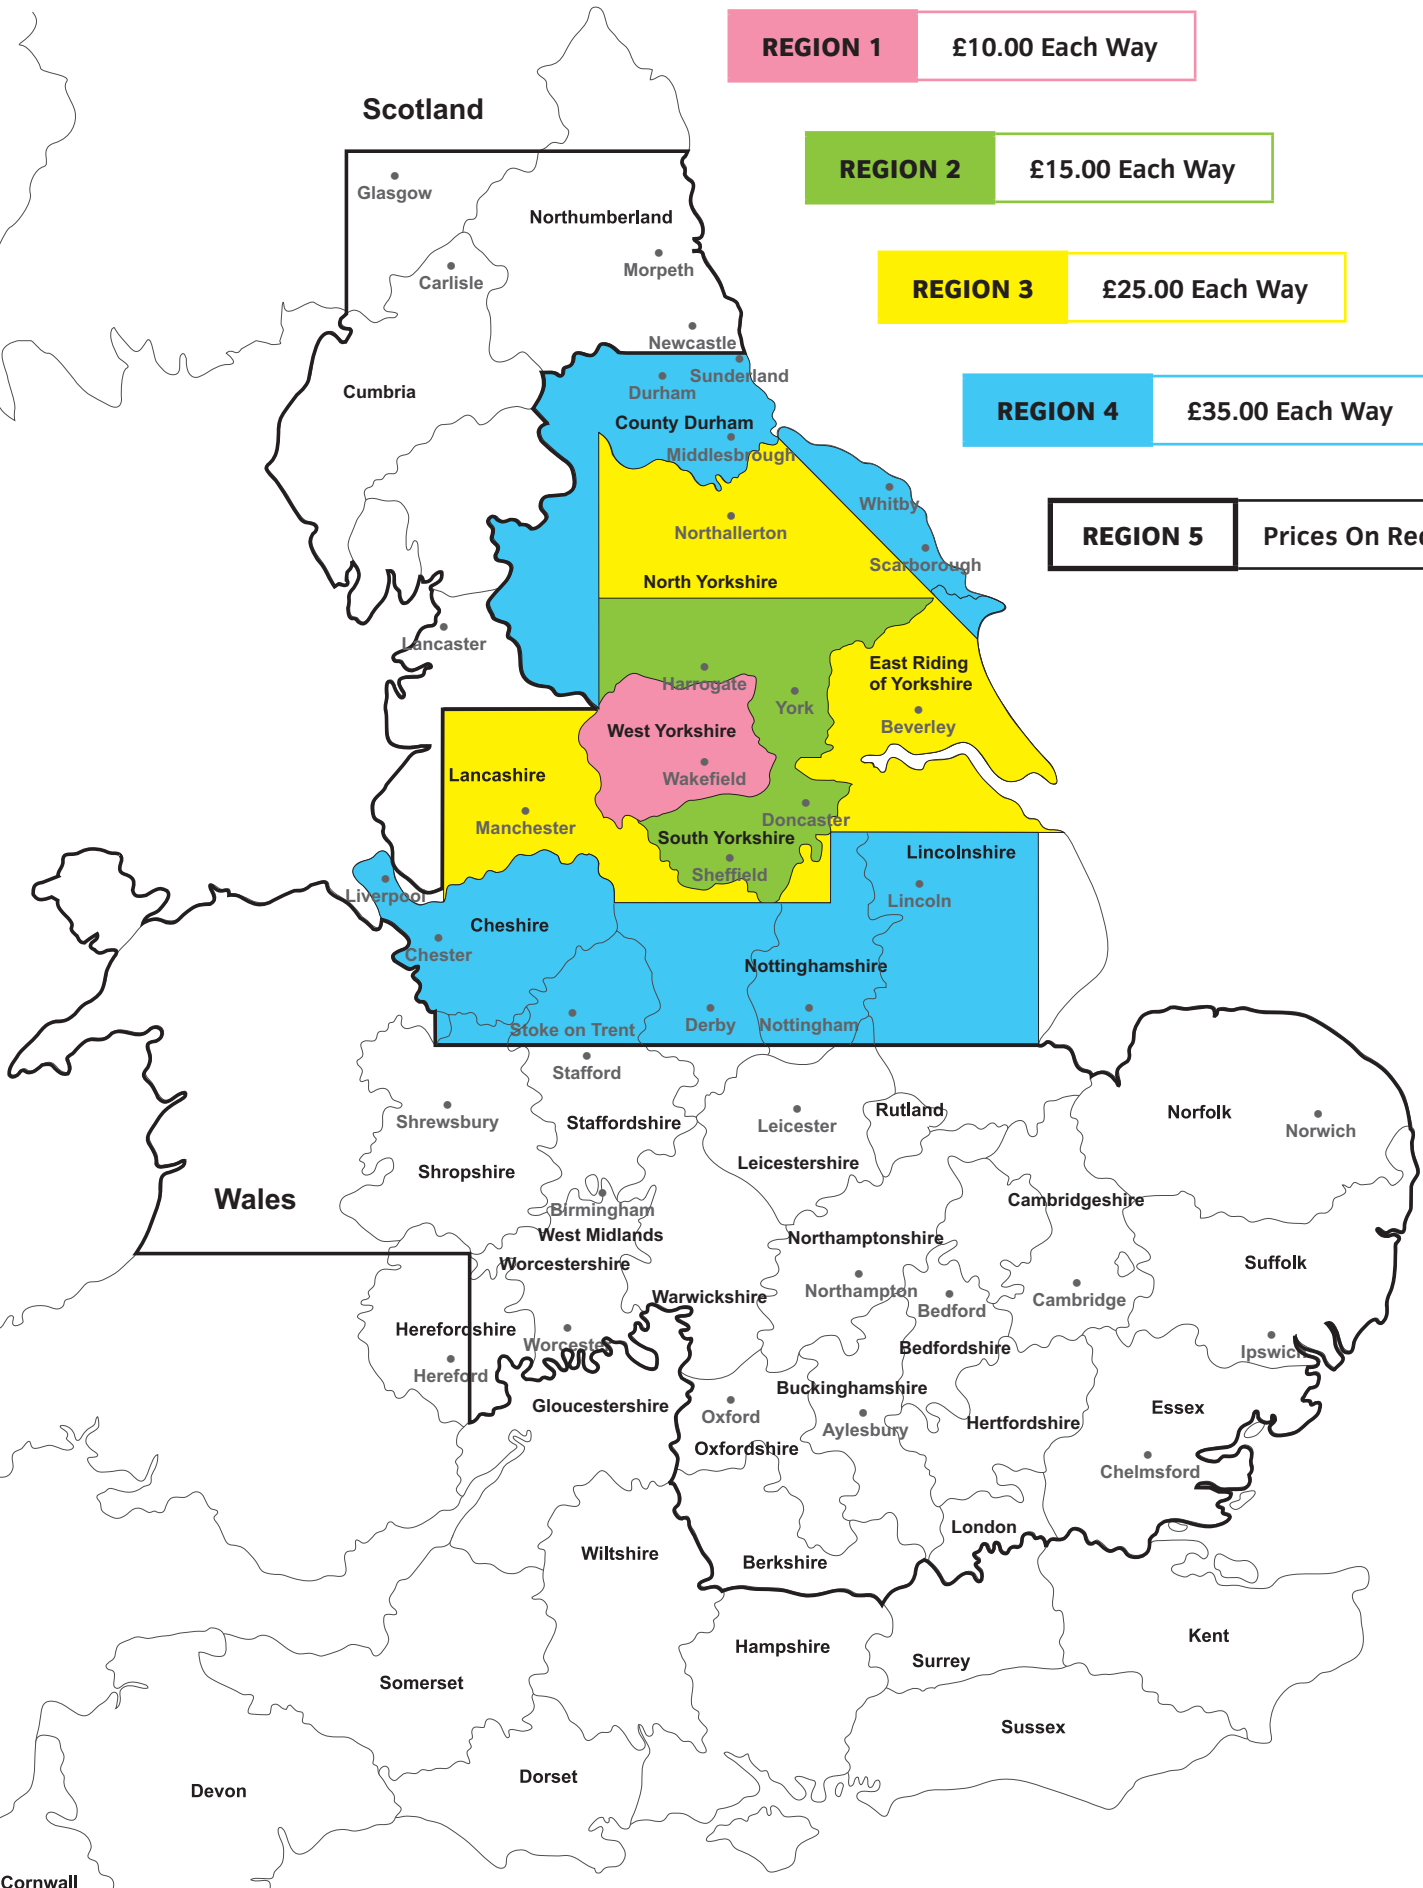 REGION 1
£10.00 Each Way
Scotland
REGION 2
£15.00 Each Way
Glasgow
Northumberland
Morpeth
Carlisle
REGION 3
£25.00 Each Way
Newcastle
Sunderland
Durham
Cumbria
REGION 4
£35.00 Each Way
County Durham
Middlesbrough
Whitby
Northallerton
REGION 5
Prices On Req
Scarborough
North Yorkshire
Lancaster
East Riding
of Yorkshire
Harrogate
York
Beverley
West Yorkshire
Wakefield
Lancashire
Manchester
Doncaster
South Yorkshire
Sheffield
Lincolnshire
Liverpool
Lincoln
Cheshire
Chester
Nottinghamshire
Stoke on Trent
Derby
Nottingham
Stafford
Shrewsbury
Staffordshire
Leicester
Rutland
Norfolk
Norwich
Leicestershire
Shropshire
Wales
Birmingham
Cambridgeshire
West Midlands
Northamptonshire
Worcestershire
Suffolk
Warwickshire
Northampton
Bedford
Cambridge
Herefordshire
Worcester
Bedfordshire
Ipswich
Hereford
Buckinghamshire
Gloucestershire
Oxford
Aylesbury
Hertfordshire
Essex
Oxfordshire
Chelmsford
London
Wiltshire
Berkshire
Hampshire
Surrey
Kent
Somerset
Sussex
Devon
Dorset
Cornwall